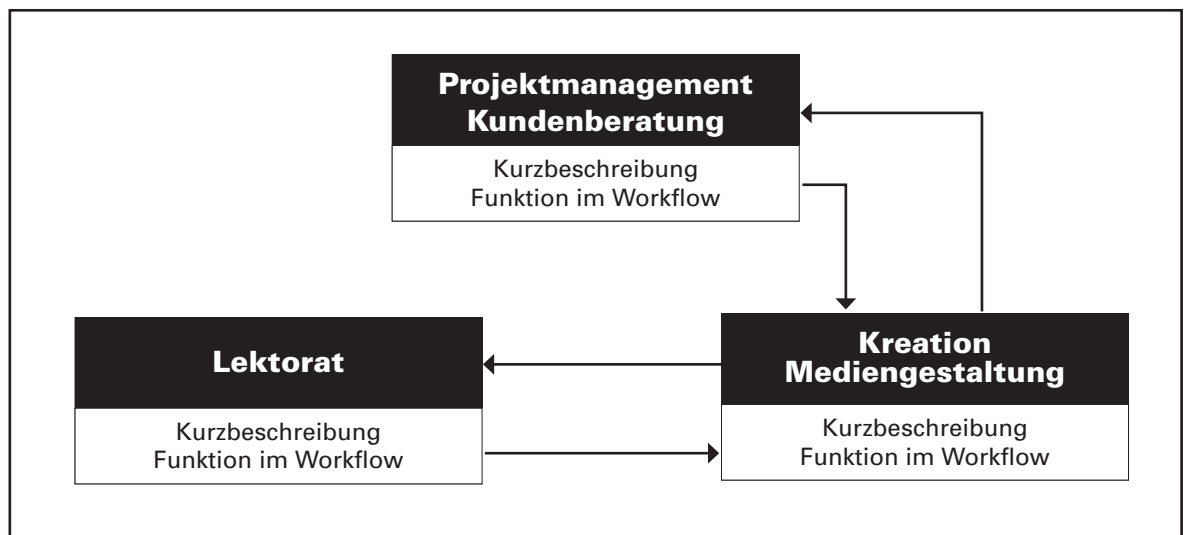 Projektmanagement
Kundenberatung
Kurzbeschreibung
Funktion im Workflow
Lektorat
Kurzbeschreibung
Funktion im Workflow
Kreation
Mediengestaltung
Kurzbeschreibung
Funktion im Workflow